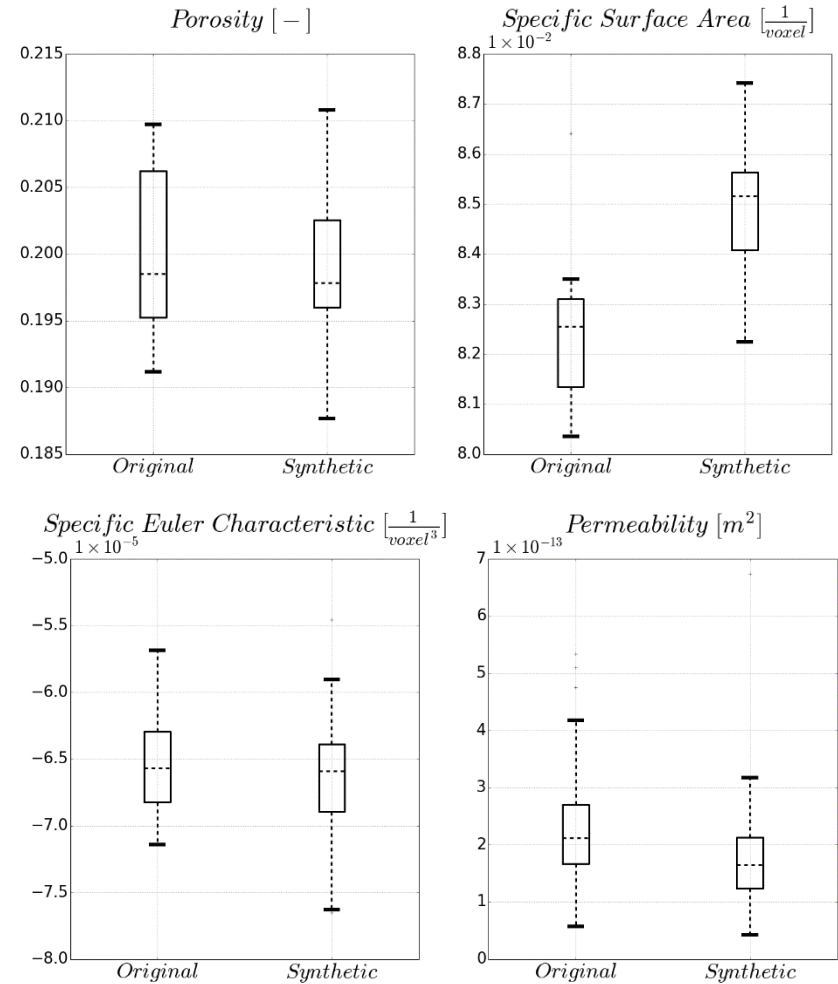 Porosity [ − ]
0.215
0.210
0.205
0.200
0.195
0.190
0.185
Original Synthetic
Specific Surface Area [1/voxel]
1 × 10−2
8.8
8.7
8.6
8.5
8.4
8.3
8.2
8.1
8.0
Original Synthetic
Specific Euler Characteristic [1/voxel³]
1 × 10−5
−5.0
−5.5
−6.0
−6.5
−7.0
−7.5
−8.0
Original Synthetic
Permeability [m²]
1 × 10−13
7
6
5
4
3
2
1
0
Original Synthetic